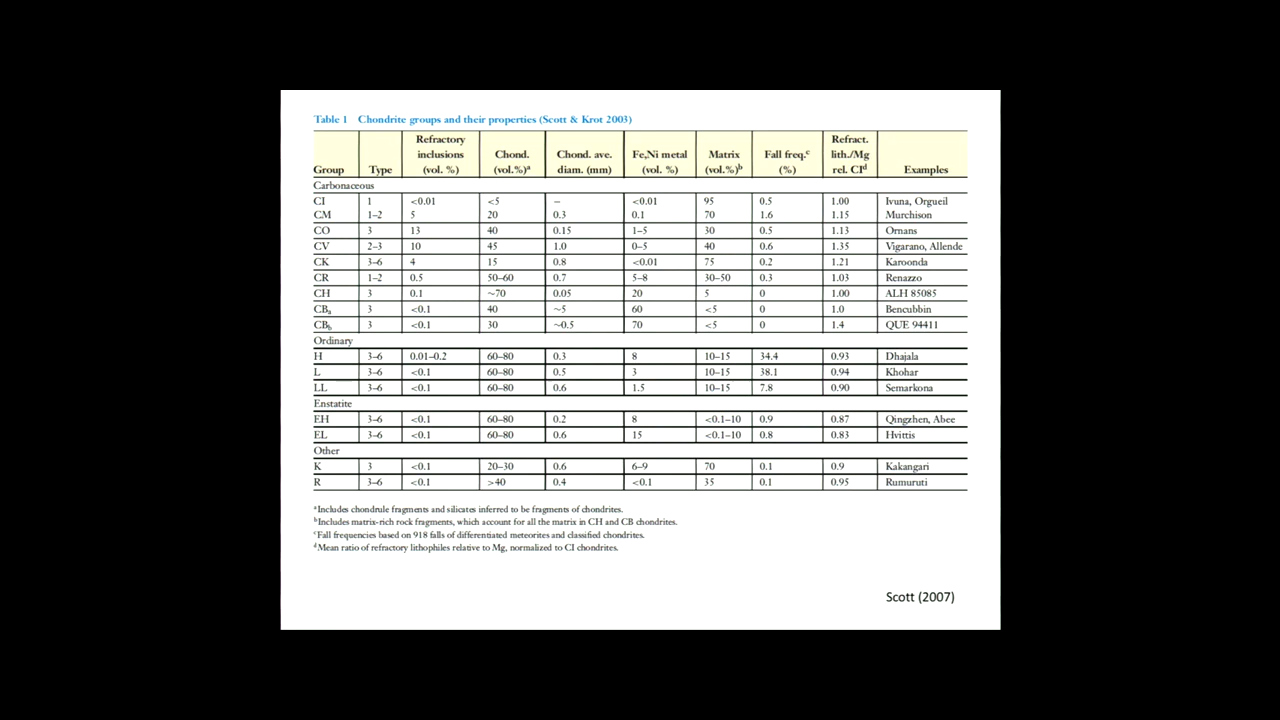 Table 1 Chondrite groups and their properties (Scott & Krot 2003)
Group Type Refractory inclusions (vol. %) Chond. (vol.%)a Chond. ave. diam. (mm) Fe,Ni metal (vol. %) Matrix (vol.%)b Fall freq.c (%) Refract. lith./Mg rel. CId Examples
Carbonaceous
CI 1 <0.01 <5 – <0.01 95 0.5 1.00 Ivuna, Orgueil
CM 1–2 5 20 0.3 0.1 70 1.6 1.15 Murchison
CO 3 13 40 0.15 1–5 30 0.5 1.13 Ornans
CV 2–3 10 45 1.0 0–5 40 0.6 1.35 Vigarano, Allende
CK 3–6 4 15 0.8 <0.01 75 0.2 1.21 Karoonda
CR 1–2 0.5 50–60 0.7 5–8 30–50 0.3 1.03 Renazzo
CH 3 0.1 ~70 0.05 20 5 0 1.00 ALH 85085
CBa 3 <0.1 40 ~5 60 <5 0 1.0 Bencubbin
CBb 3 <0.1 30 ~0.5 70 <5 0 1.4 QUE 94411
Ordinary
H 3–6 0.01–0.2 60–80 0.3 8 10–15 34.4 0.93 Dhajala
L 3–6 <0.1 60–80 0.5 3 10–15 38.1 0.94 Khohar
LL 3–6 <0.1 60–80 0.6 1.5 10–15 7.8 0.90 Semarkona
Enstatite
EH 3–6 <0.1 60–80 0.2 8 <0.1–10 0.9 0.87 Qingzhen, Abee
EL 3–6 <0.1 60–80 0.6 15 <0.1–10 0.8 0.83 Hvittis
Other
K 3 <0.1 20–30 0.6 6–9 70 0.1 0.9 Kakangari
R 3–6 <0.1 >40 0.4 <0.1 35 0.1 0.95 Rumuruti
aIncludes chondrule fragments and silicates inferred to be fragments of chondrites.
bIncludes matrix-rich rock fragments, which account for all the matrix in CH and CB chondrites.
cFall frequencies based on 918 falls of differentiated meteorites and classified chondrites.
dMean ratio of refractory lithophiles relative to Mg, normalized to CI chondrites.
Scott (2007)